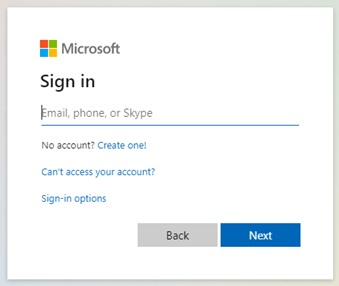 Microsoft
Sign in
Email, phone, or Skype
No account? Create one!
Can't access your account?
Sign-in options
Back Next